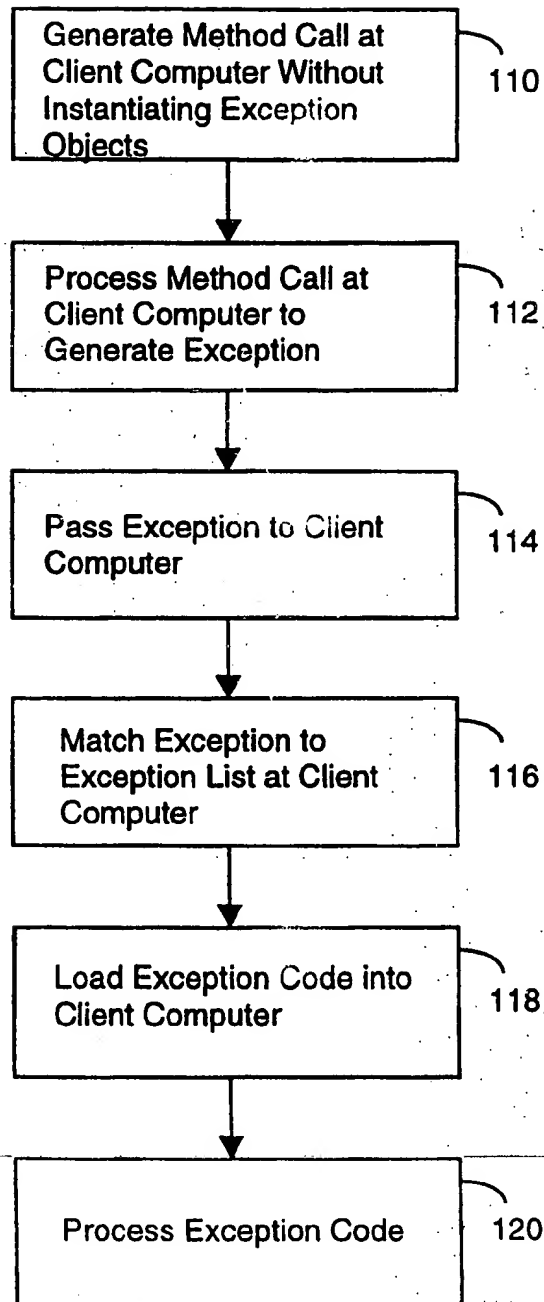 Generate Method Call at
Client Computer Without
Instantiating Exception
Objects
110
Process Method Call at
Client Computer to
Generate Exception
112
Pass Exception to Client
Computer
114
Match Exception to
Exception List at Client
Computer
116
Load Exception Code into
Client Computer
118
Process Exception Code
120